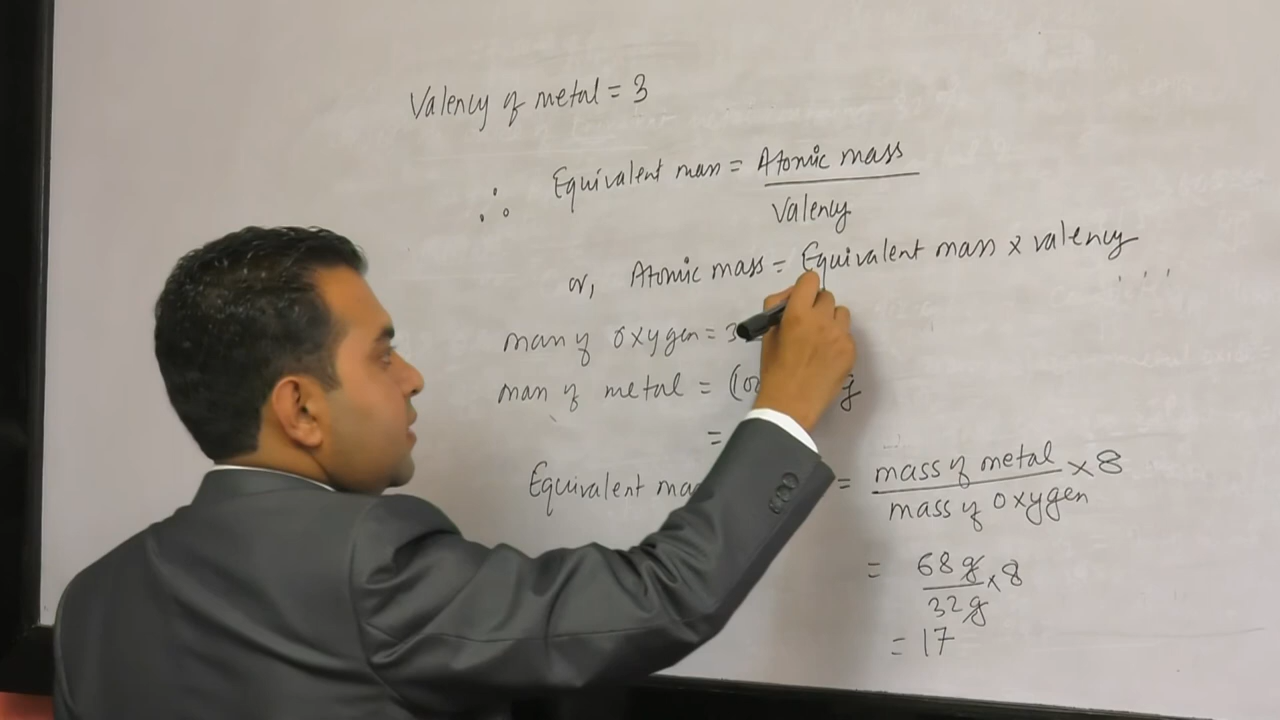 Valency of metal = 3
∴ Equivalent mass = Atomic mass / Valency
or, Atomic mass = Equivalent mass x valency ...
mass of oxygen = 3
mass of metal = (10 g
=
Equivalent mas = mass of metal / mass of oxygen x 8
= 68 g / 32 g x 8
= 17